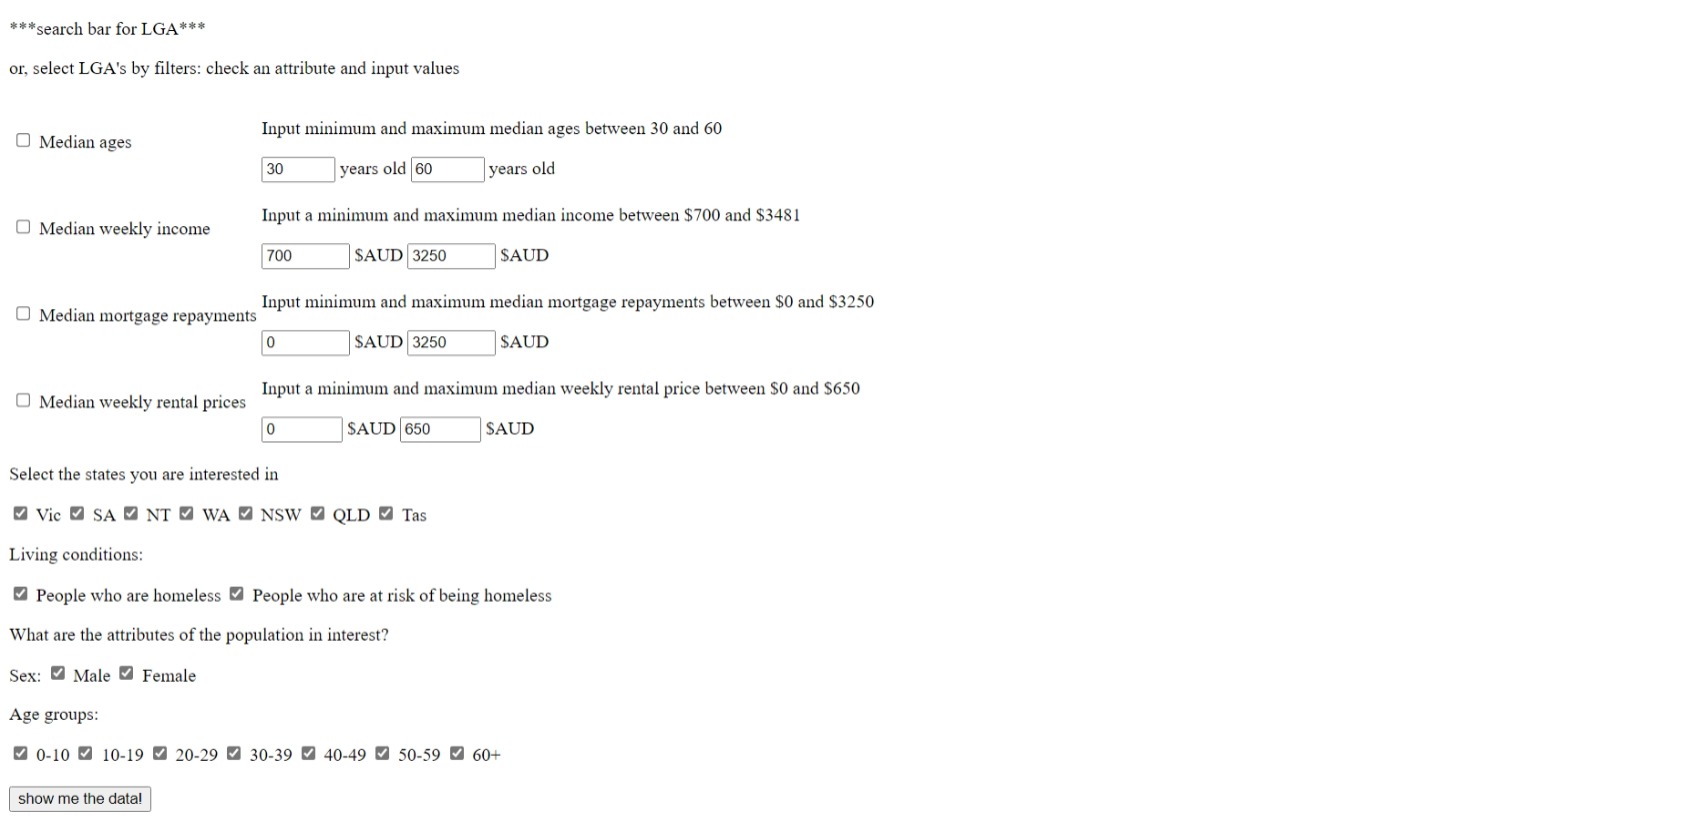 ***search bar for LGA***
or, select LGA's by filters: check an attribute and input values
Median ages
Input minimum and maximum median ages between 30 and 60
30 years old 60 years old
Median weekly income
Input a minimum and maximum median income between $700 and $3481
700 $AUD 3250 $AUD
Median mortgage repayments
Input minimum and maximum median mortgage repayments between $0 and $3250
0 $AUD 3250 $AUD
Median weekly rental prices
Input a minimum and maximum median weekly rental price between $0 and $650
0 $AUD 650 $AUD
Select the states you are interested in
Vic SA NT WA NSW QLD Tas
Living conditions:
People who are homeless People who are at risk of being homeless
What are the attributes of the population in interest?
Sex: Male Female
Age groups:
0-10 10-19 20-29 30-39 40-49 50-59 60+
show me the data!